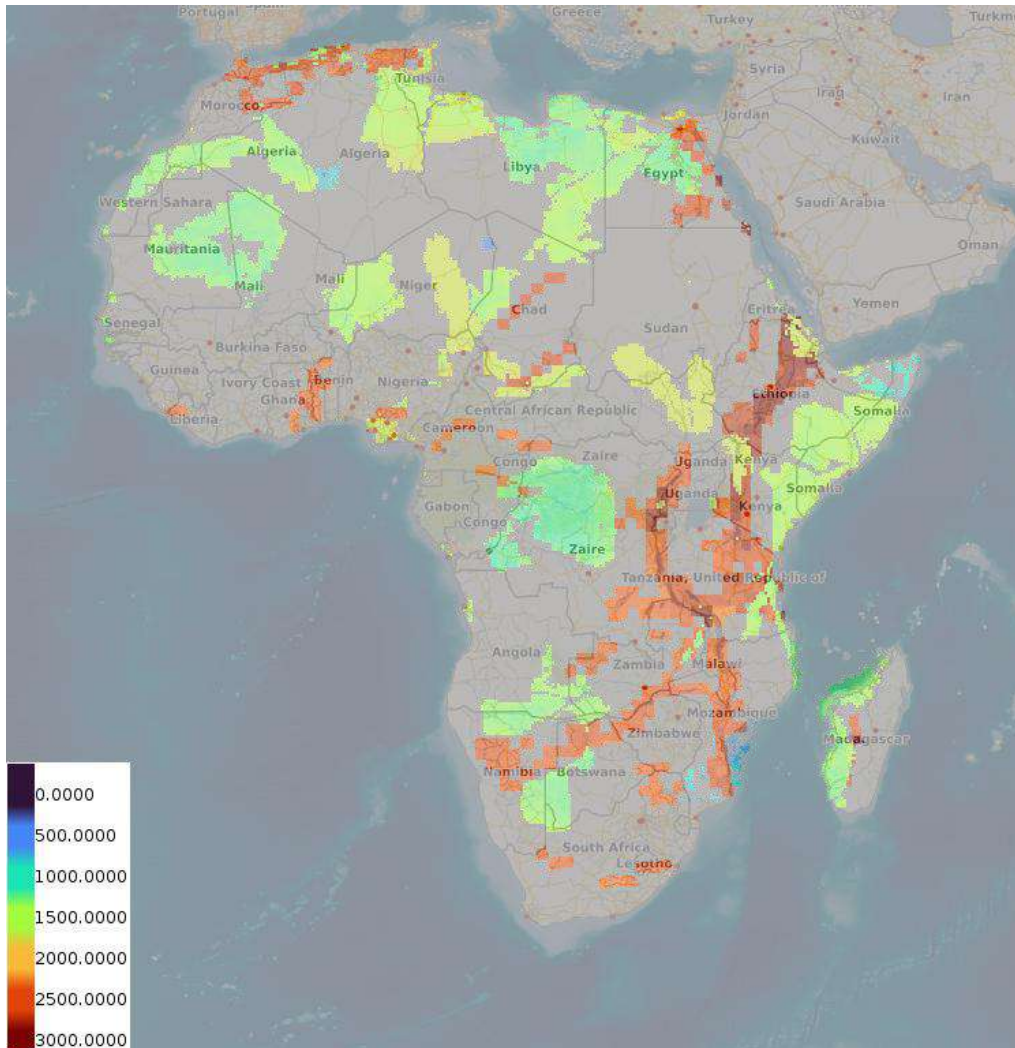 Portugal
Spain
Greece
Turkey
Turkm
Syria
Iraq
Iran
Tunisia
Jordan
Kuwait
Morocco
Algeria
Algeria
Libya
Egypt
Western Sahara
Saudi Arabia
Mauritania
Oman
Mali
Niger
Mali
Chad
Eritrea
Yemen
Senegal
Sudan
Burkina Faso
Guinea
Ivory Coast
Benin
Nigeria
Ethiopia
Ghana
Somalia
Liberia
Central African Republic
Cameroon
Congo
Zaire
Uganda
Kenya
Somalia
Uganda
Gabon
Kenya
Congo
Zaire
Tanzania, United Republic of
Angola
Zambia
Malawi
Mozambique
Zimbabwe
Madagascar
Namibia
Botswana
0.0000
500.0000
South Africa
Lesotho
1000.0000
1500.0000
2000.0000
2500.0000
3000.0000